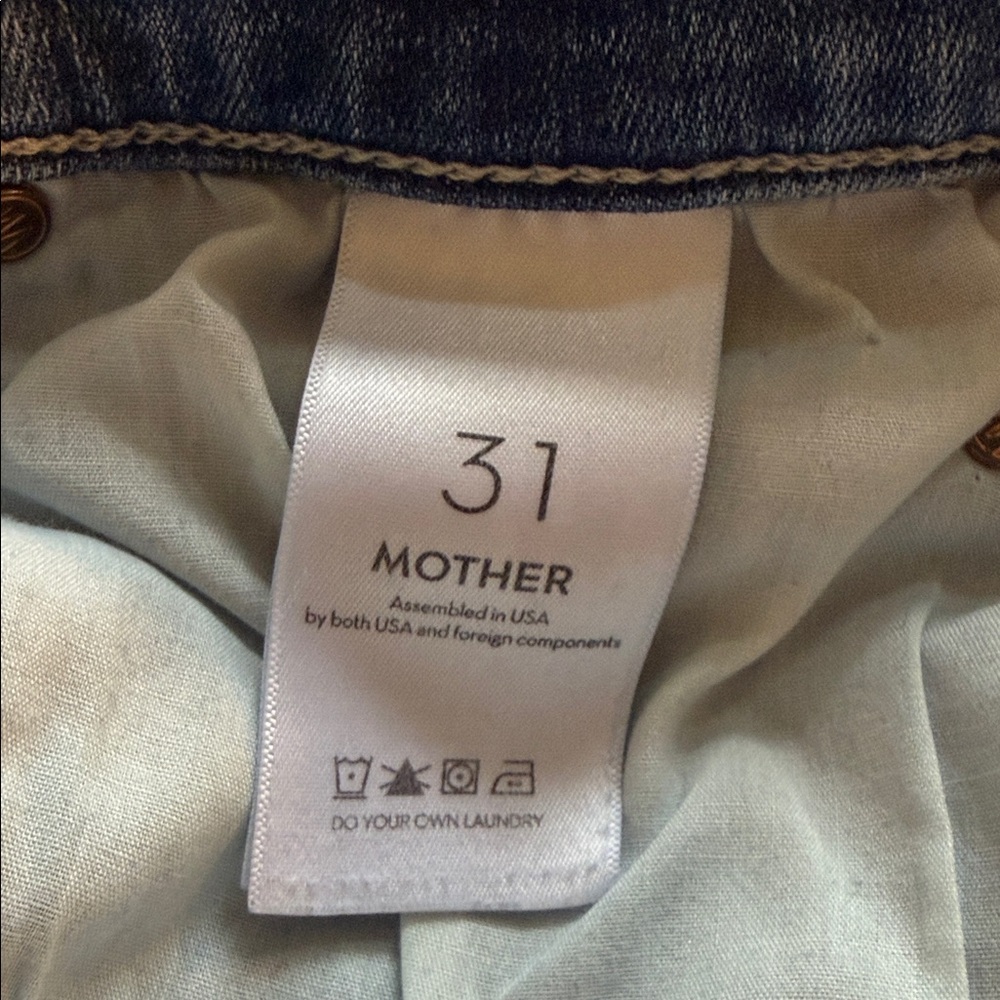 31
MOTHER
Assembled in USA
by both USA and foreign components
DO YOUR OWN LAUNDRY